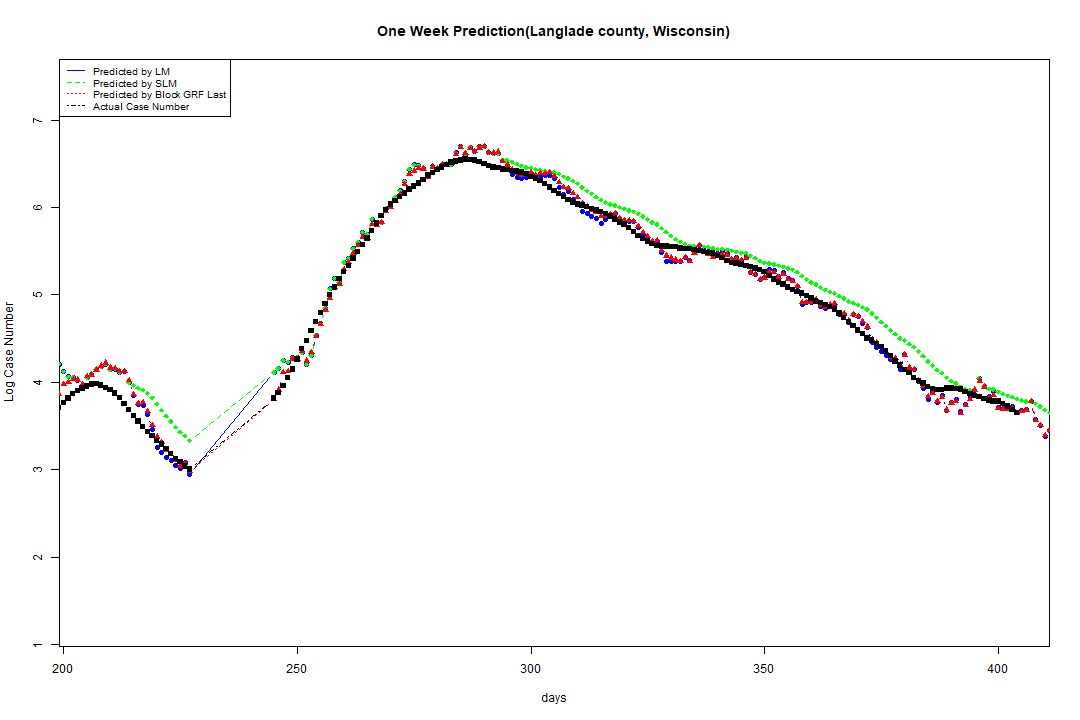 One Week Prediction(Langlade county, Wisconsin)
Predicted by LM
Predicted by SLM
Predicted by Block GRF Last
Actual Case Number
Log Case Number
7
6
5
4
3
2
1
200 250 300 350 400
days